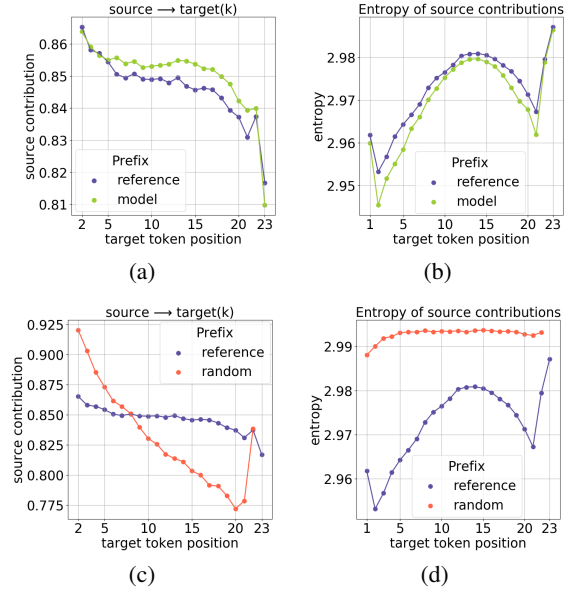 source ⟶ target(k)
source contribution
0.86
0.85
0.84
0.83
0.82
0.81
Prefix
reference
model
2 5 10 15 20 23
target token position
(a)
Entropy of source contributions
entropy
2.98
2.97
2.96
2.95
Prefix
reference
model
1 5 10 15 20 23
target token position
(b)
source ⟶ target(k)
source contribution
0.925
0.900
0.875
0.850
0.825
0.800
0.775
Prefix
reference
random
2 5 10 15 20 23
target token position
(c)
Entropy of source contributions
entropy
2.99
2.98
2.97
2.96
Prefix
reference
random
1 5 10 15 20 23
target token position
(d)